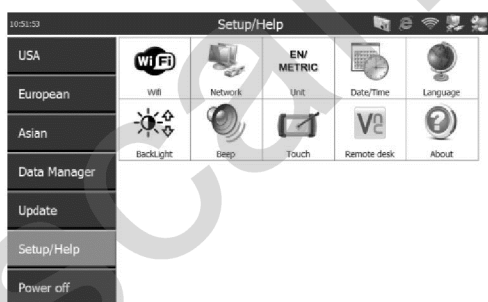 10:51:53
Setup/Help
USA
European
Asian
Data Manager
Update
Setup/Help
Power off
WiFi
EN/
METRIC
Wifi
Network
Unit
Date/Time
Language
VC
BackLight
Beep
Touch
Remote desk
About